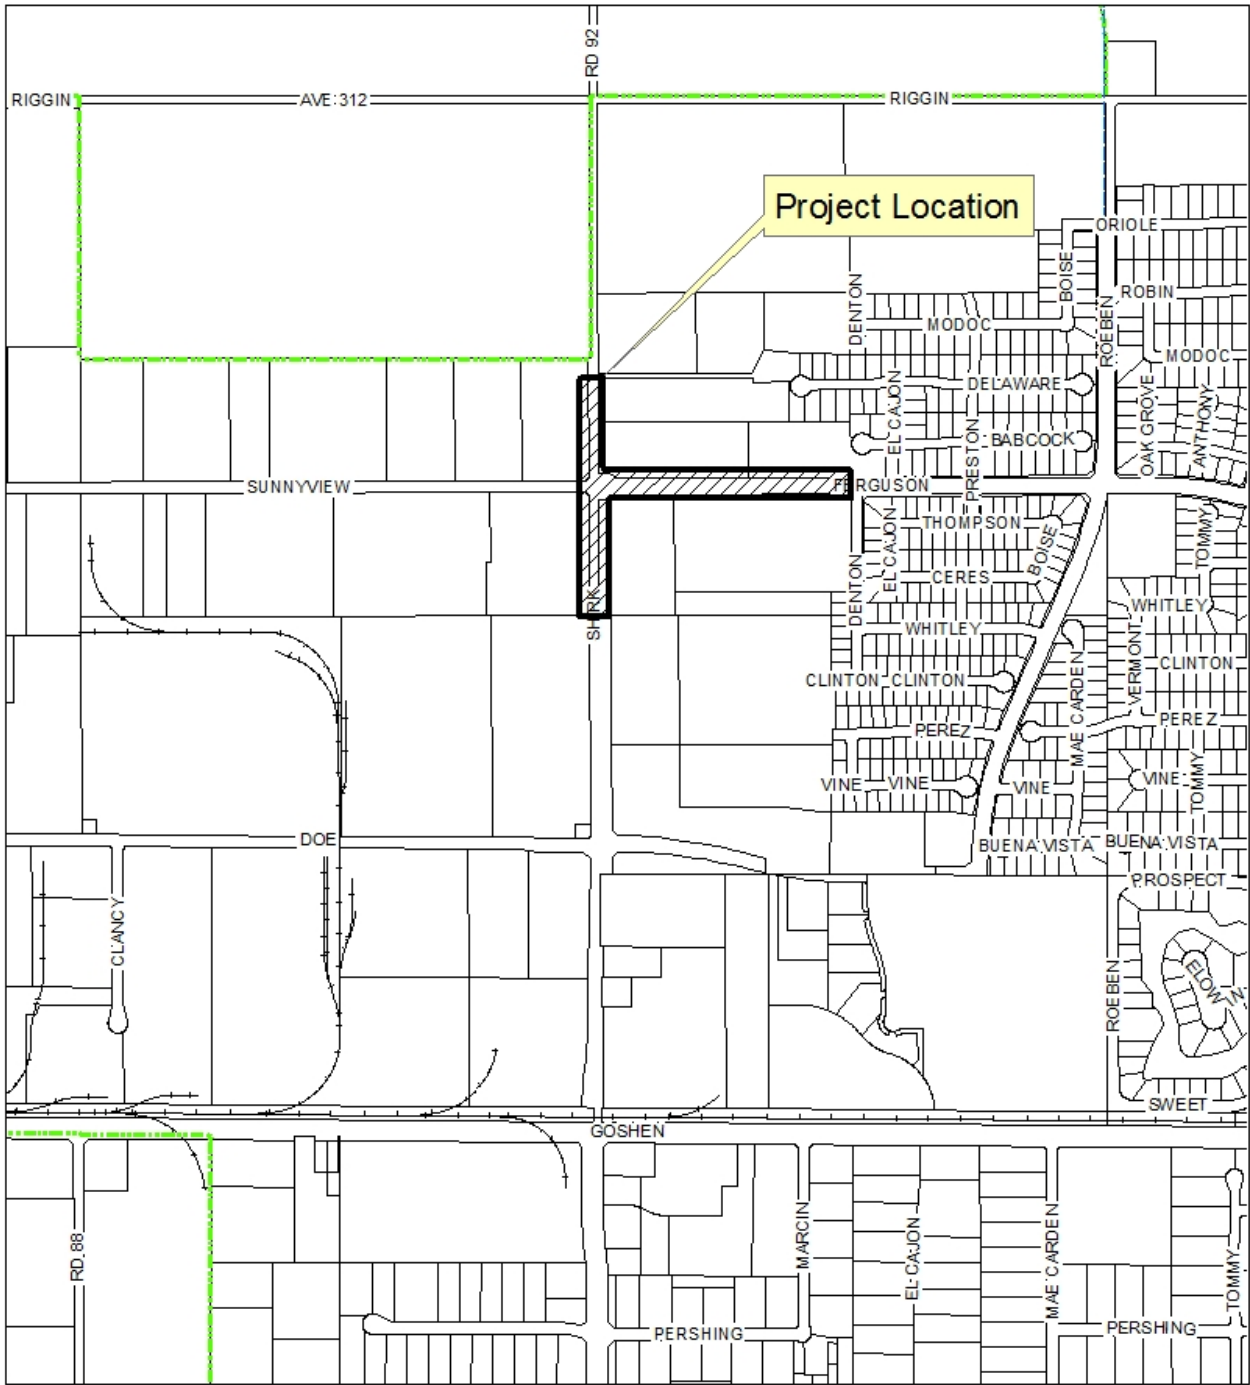 RD 92
RIGGIN
AVE 312
RIGGIN
Project Location
ORIOLE
BOISE
DENTON
ROBIN
ROEBEN
MODOC
MODOC
DELAWARE
EL CAJON
OAK GROVE
ANTHONY
BABCOCK
PRESTON
SUNNYVIEW
FERGUSON
THOMPSON
TOMMY
BOISE
EL CAJON
DENTON
CERES
SHIRK
WHITLEY
WHITLEY
VERMONT
CLINTON
CLINTON
CLINTON
MAE CARDEN
PEREZ
PEREZ
VINE
VINE
VINE
VINE
TOMMY
DOE
BUENA VISTA
BUENA VISTA
PROSPECT
CLANCY
ROEBEN
ELOWIN
SWEET
GOSHEN
RD 88
MARCIN
EL CAJON
MAE CARDEN
TOMMY
PERSHING
PERSHING